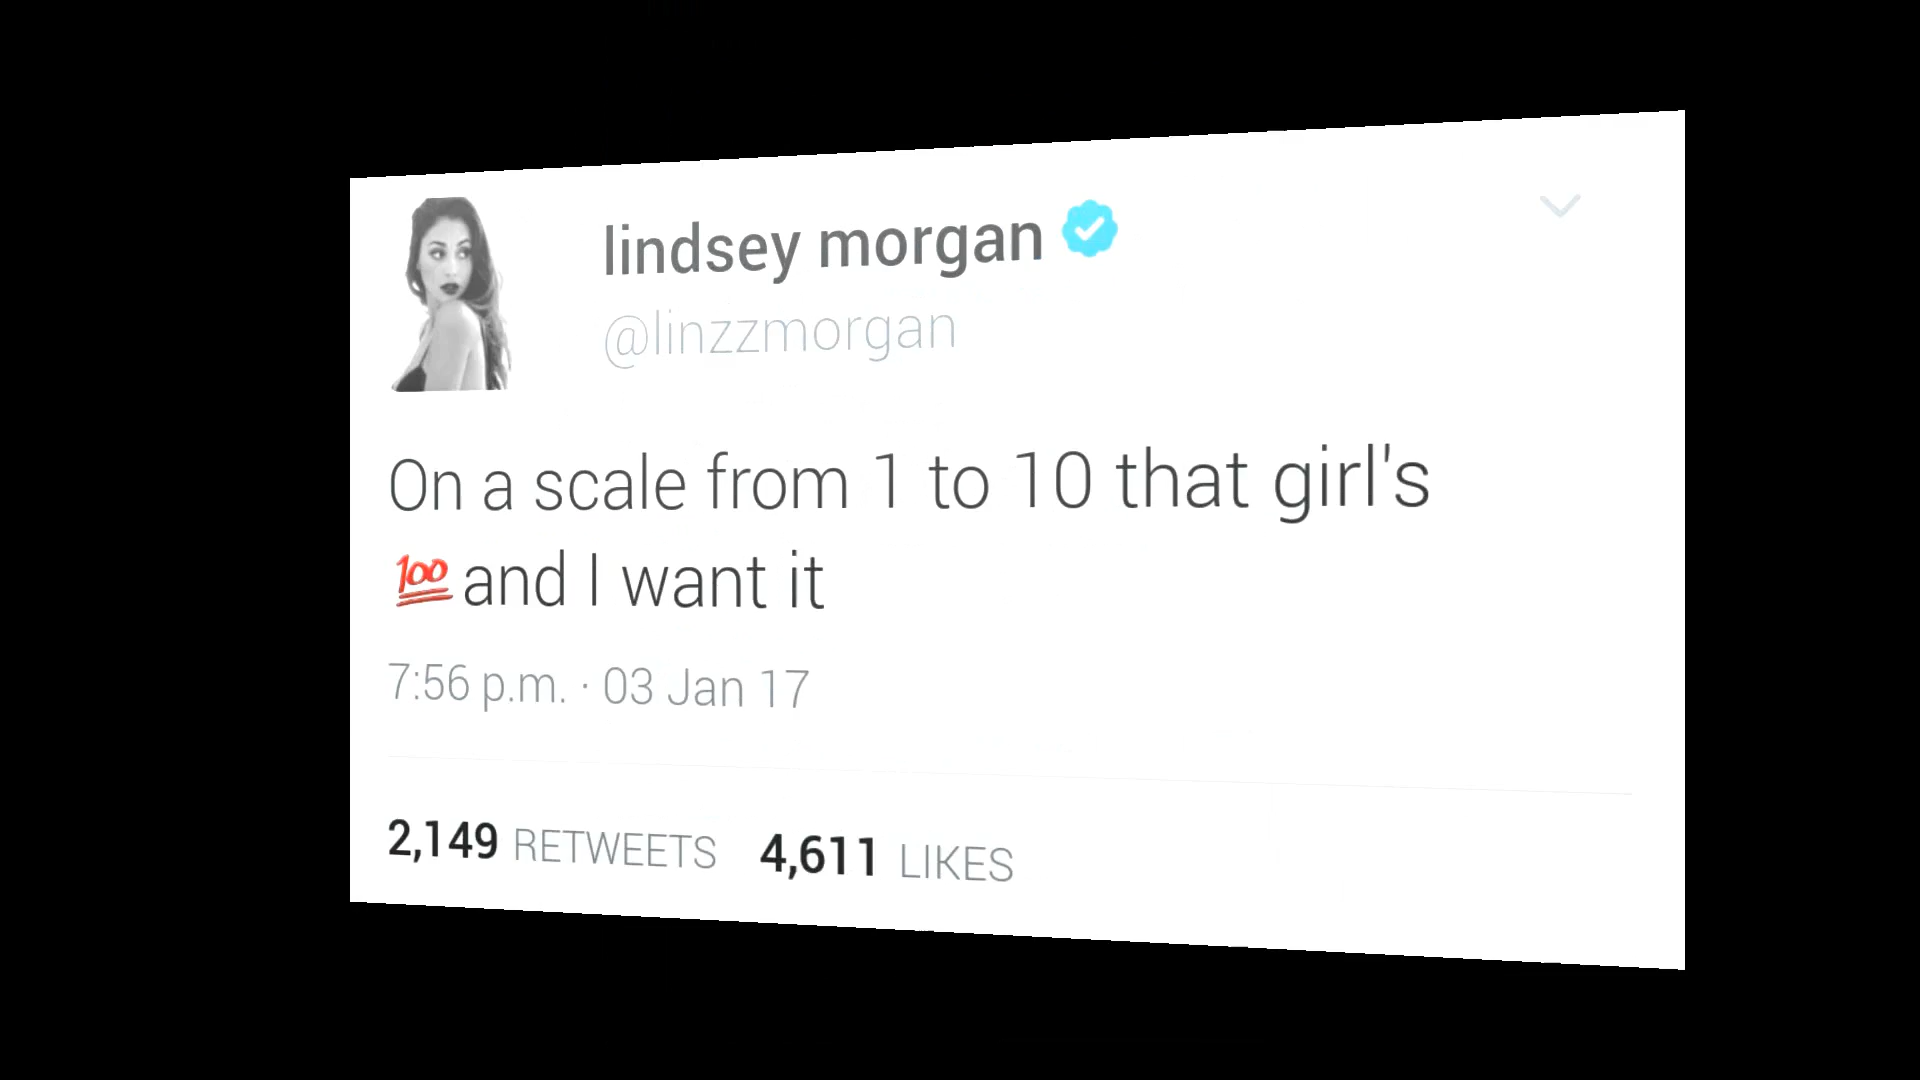 lindsey morgan
@linzzmorgan
On a scale from 1 to 10 that girl's
💯and I want it
7:56 p.m. · 03 Jan 17
2,149 RETWEETS 4,611 LIKES